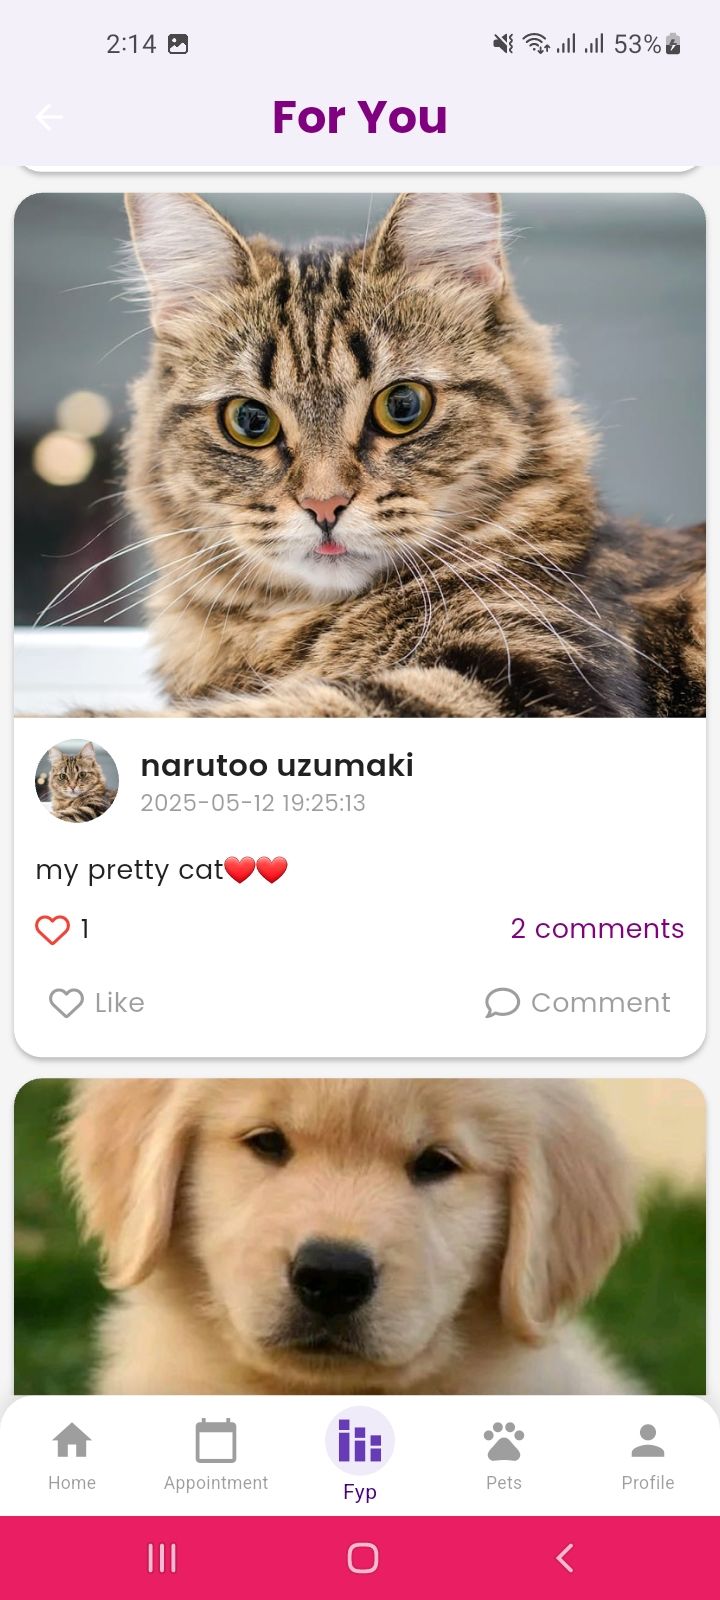 2:14 53%
For You
narutoo uzumaki
2025-05-12 19:25:13
my pretty cat❤️❤️
1 2 comments
Like Comment
Home Appointment Fyp Pets Profile